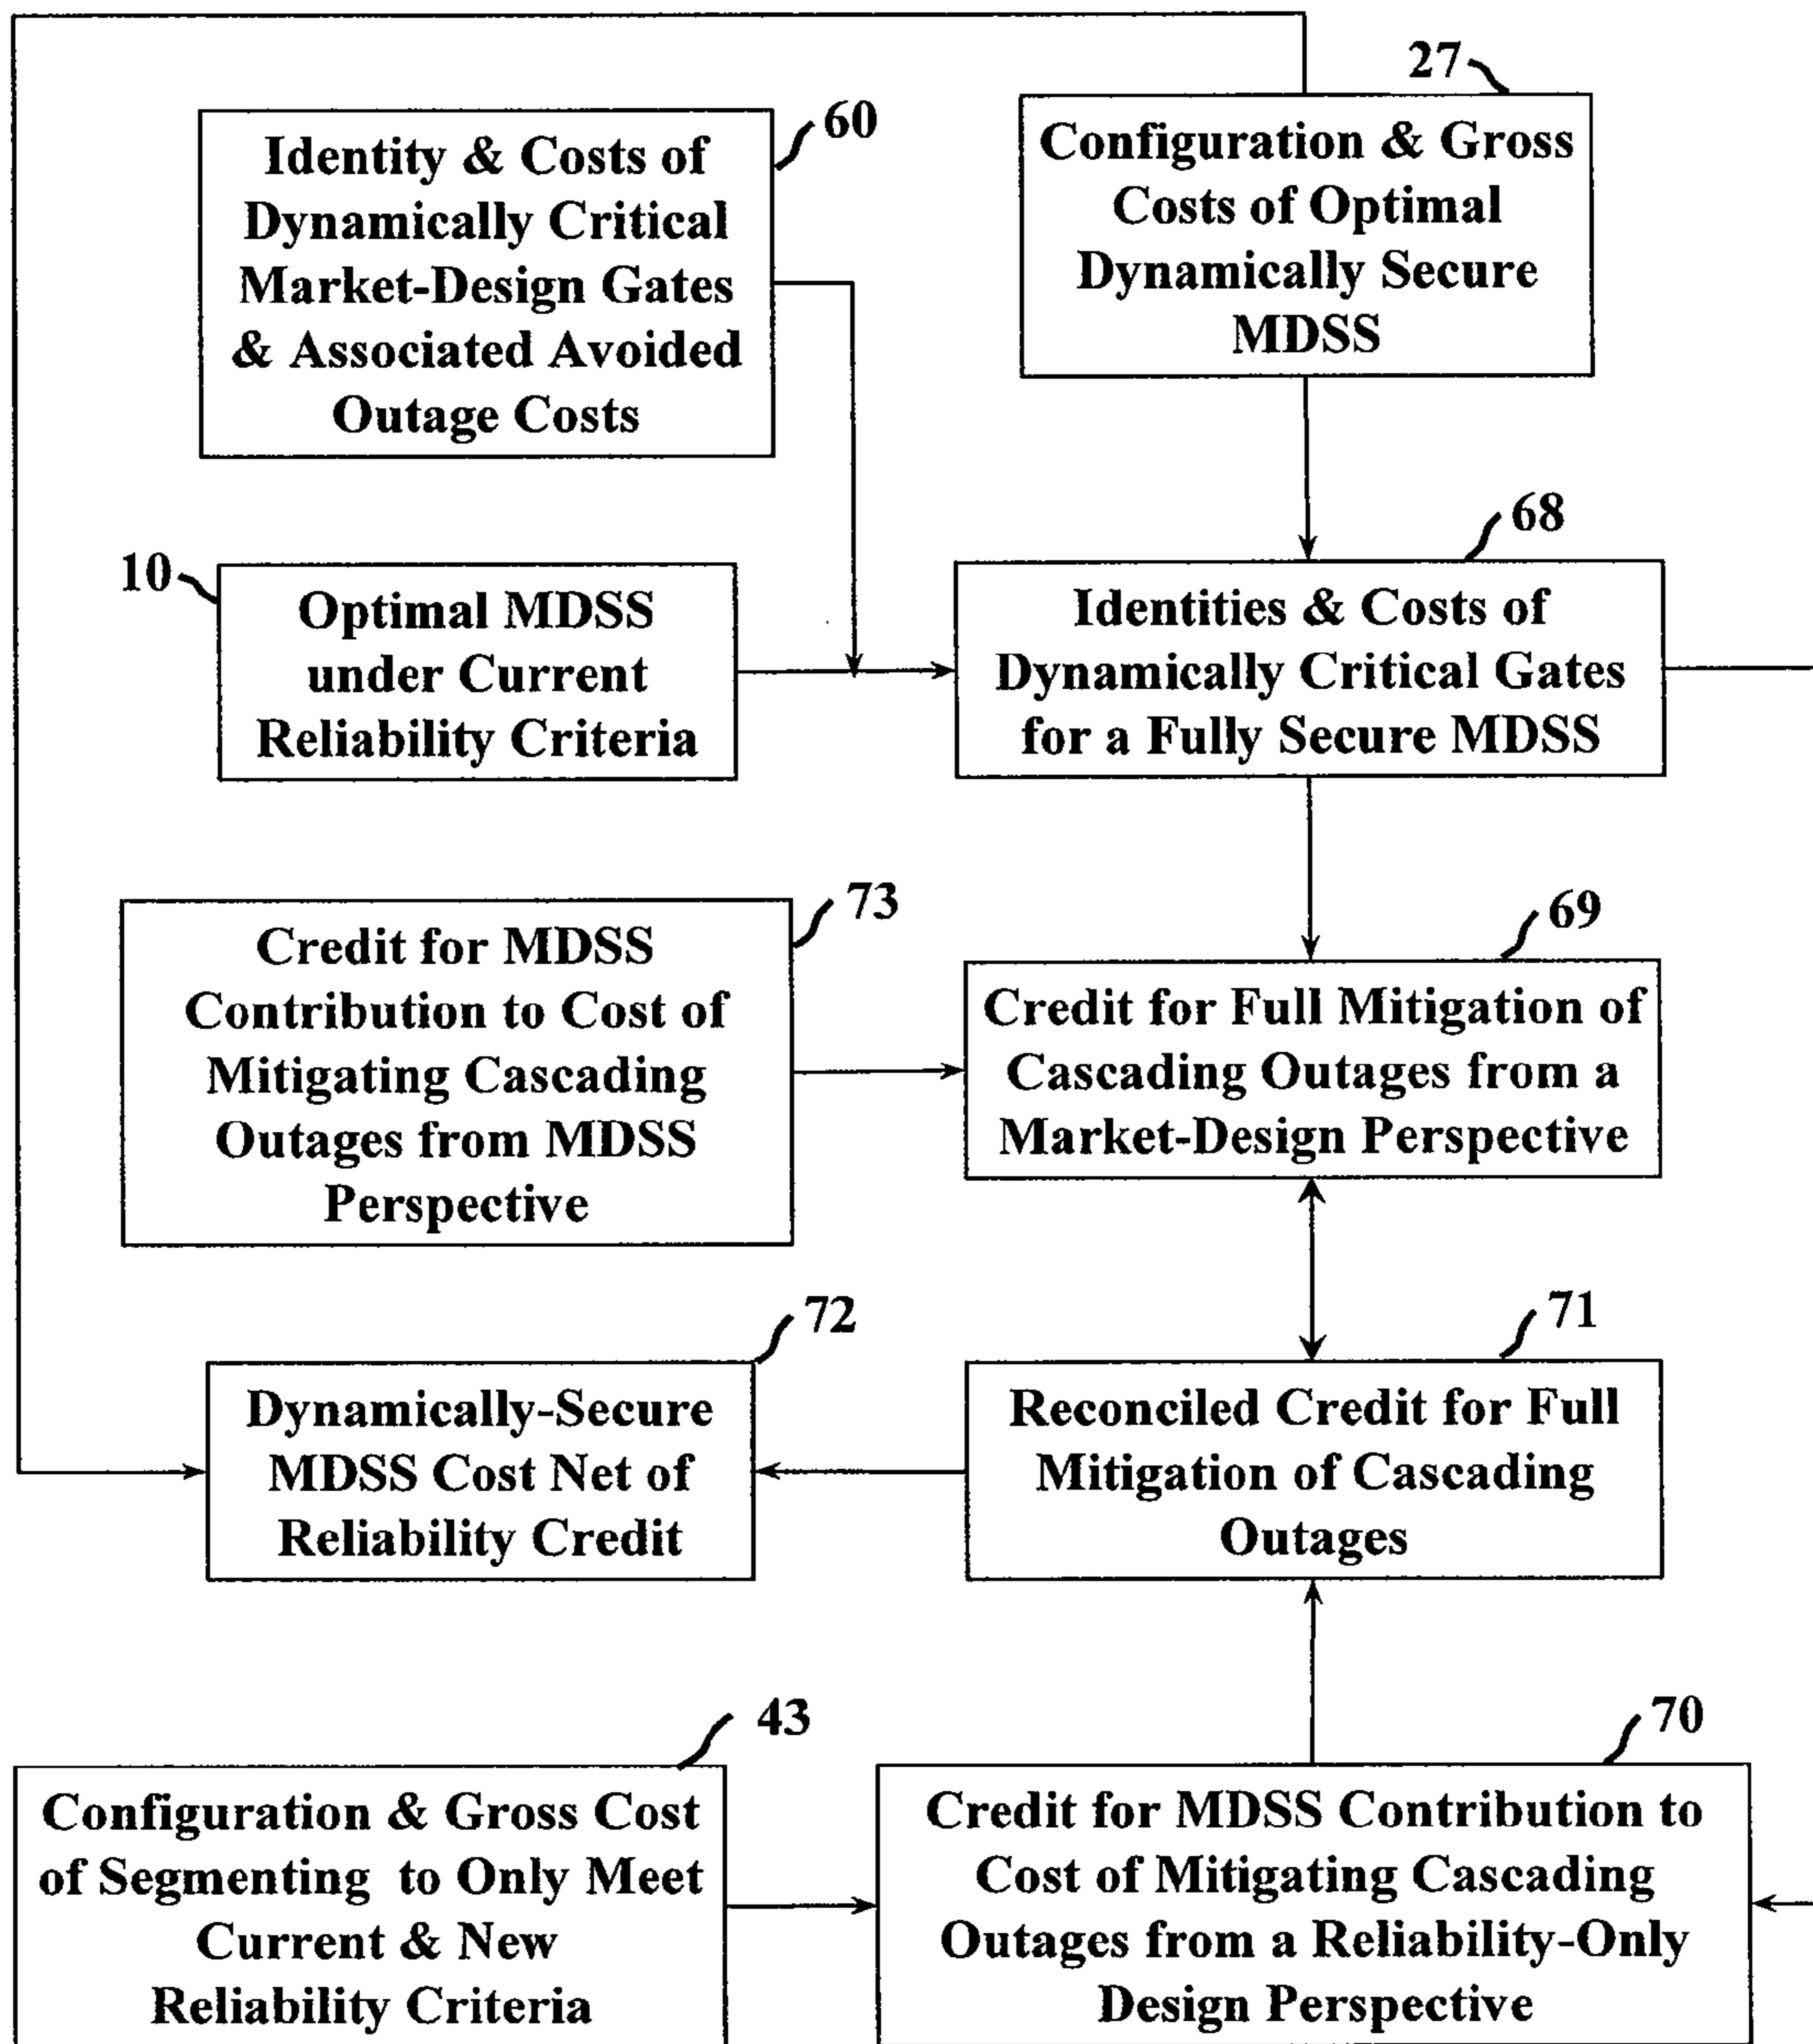 27
Configuration & Gross
Costs of Optimal
Dynamically Secure
MDSS
60
Identity & Costs of
Dynamically Critical
Market-Design Gates
& Associated Avoided
Outage Costs
10
Optimal MDSS
under Current
Reliability Criteria
68
Identities & Costs of
Dynamically Critical Gates
for a Fully Secure MDSS
73
Credit for MDSS
Contribution to Cost of
Mitigating Cascading
Outages from MDSS
Perspective
69
Credit for Full Mitigation of
Cascading Outages from a
Market-Design Perspective
72
Dynamically-Secure
MDSS Cost Net of
Reliability Credit
71
Reconciled Credit for Full
Mitigation of Cascading
Outages
43
Configuration & Gross Cost
of Segmenting to Only Meet
Current & New
Reliability Criteria
70
Credit for MDSS Contribution to
Cost of Mitigating Cascading
Outages from a Reliability-Only
Design Perspective